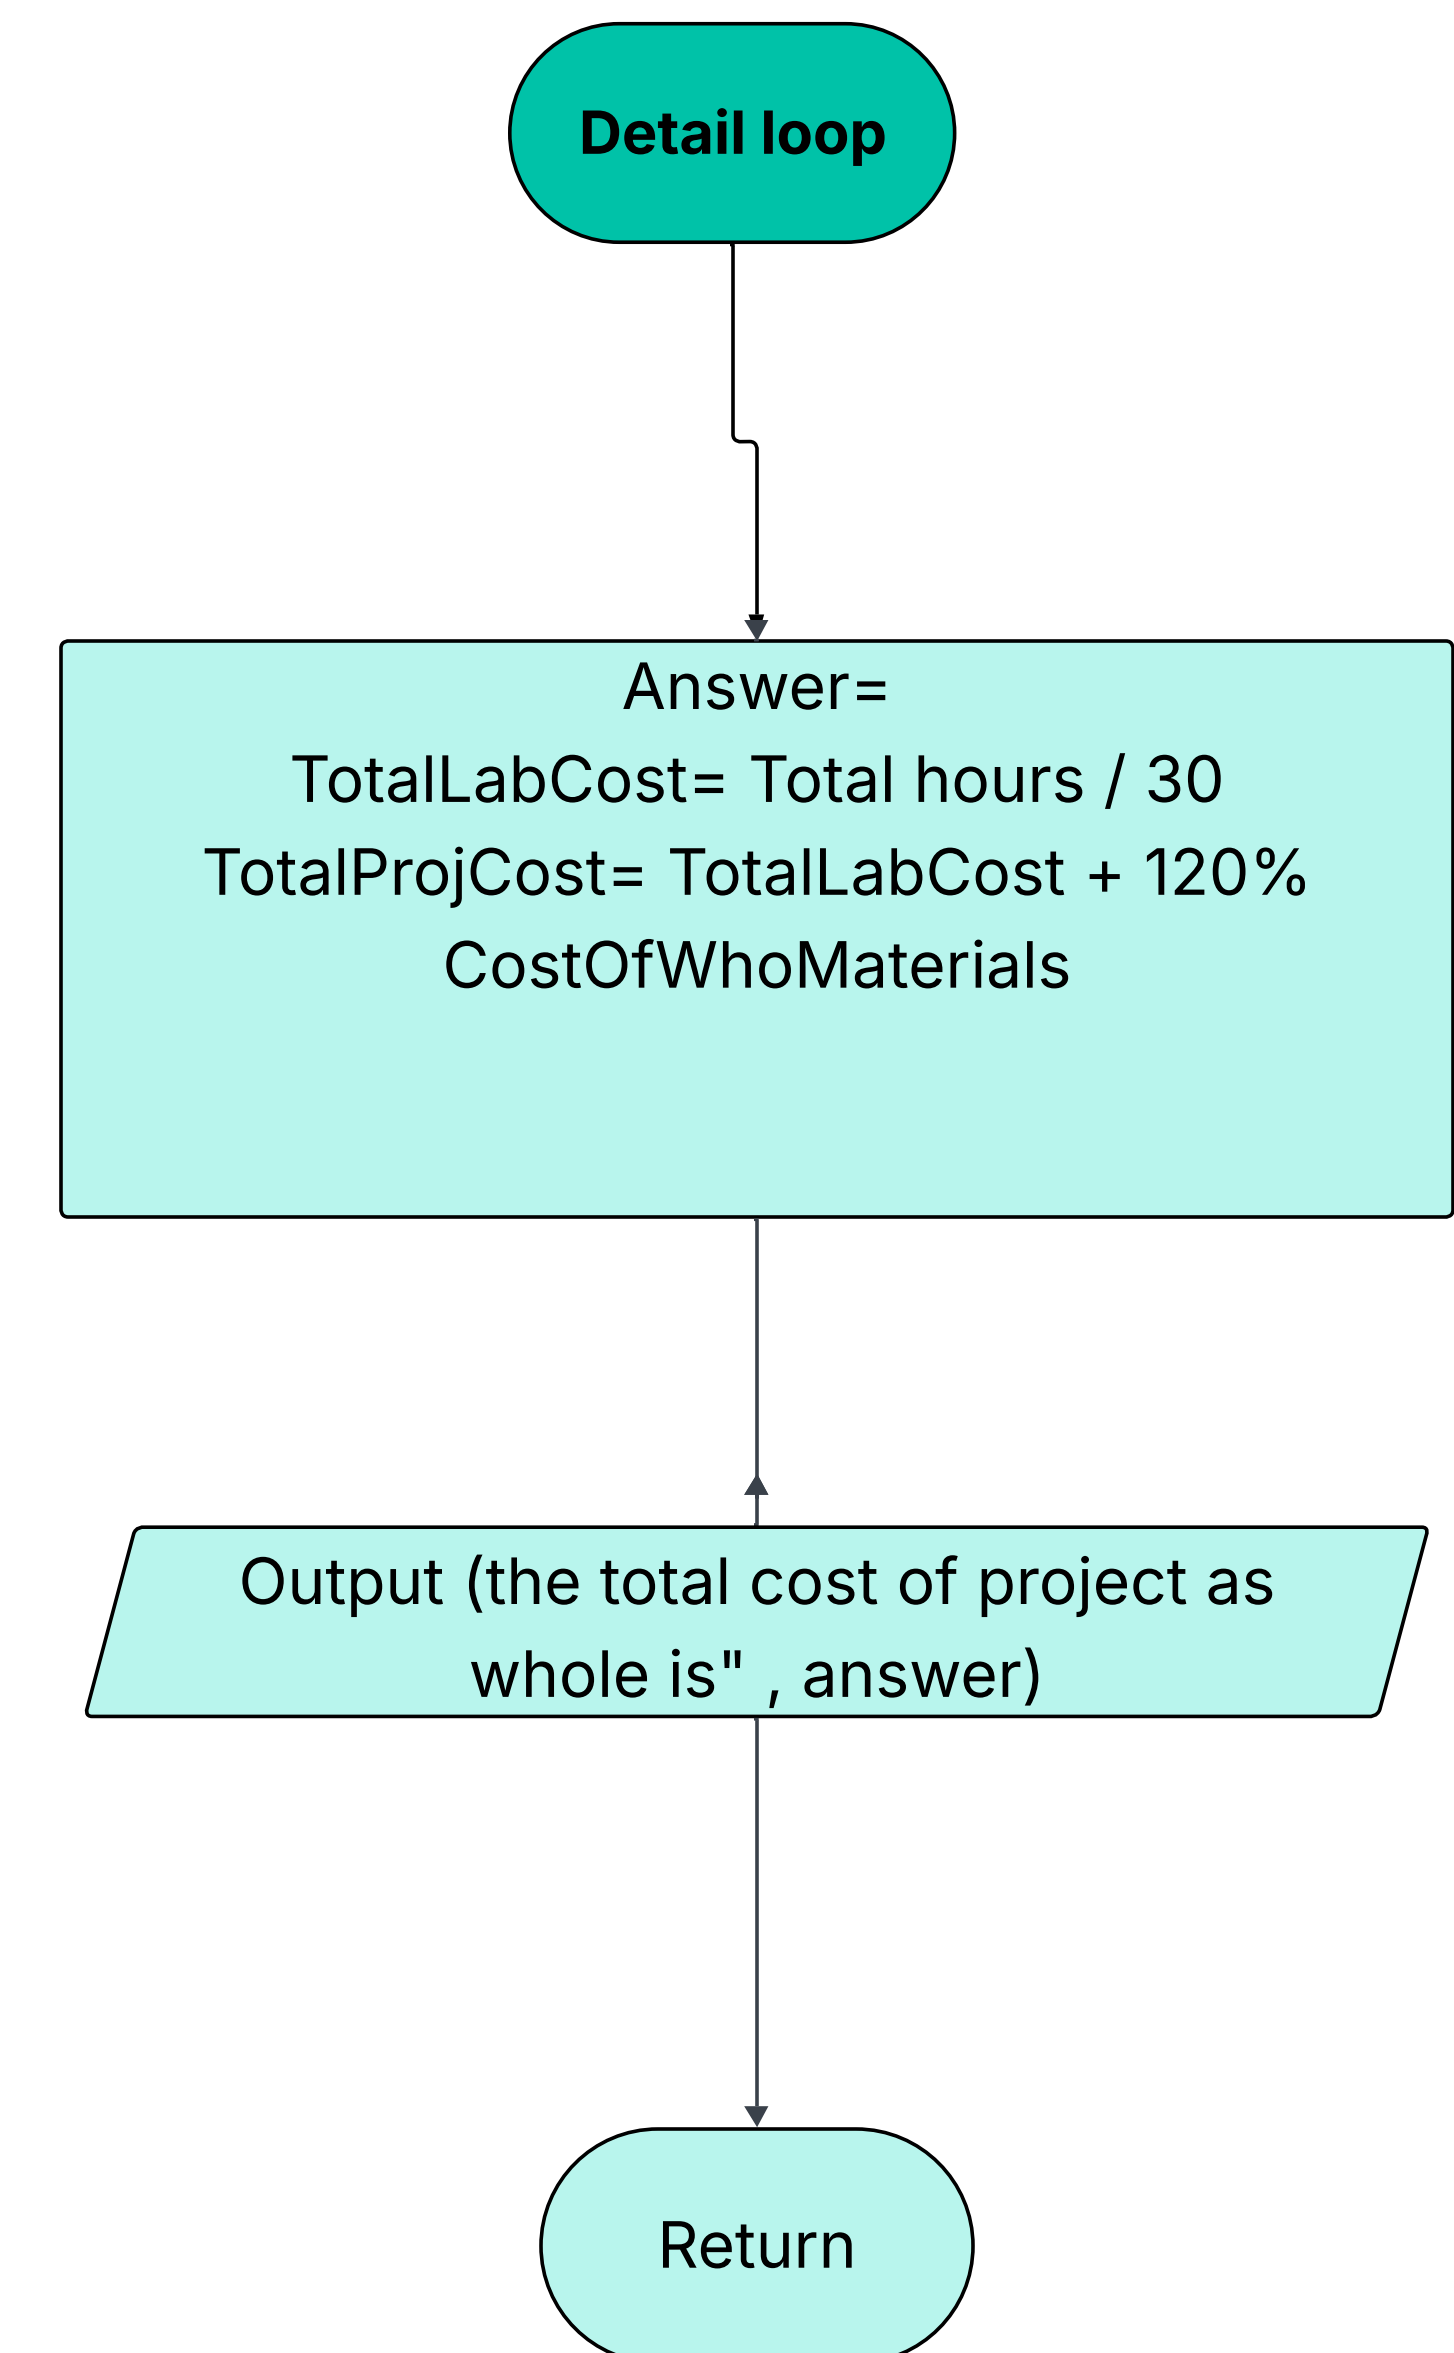 Detail loop
Answer=
TotalLabCost= Total hours / 30
TotalProjCost= TotalLabCost + 120%
CostOfWhoMaterials
Output (the total cost of project as
whole is" , answer)
Return